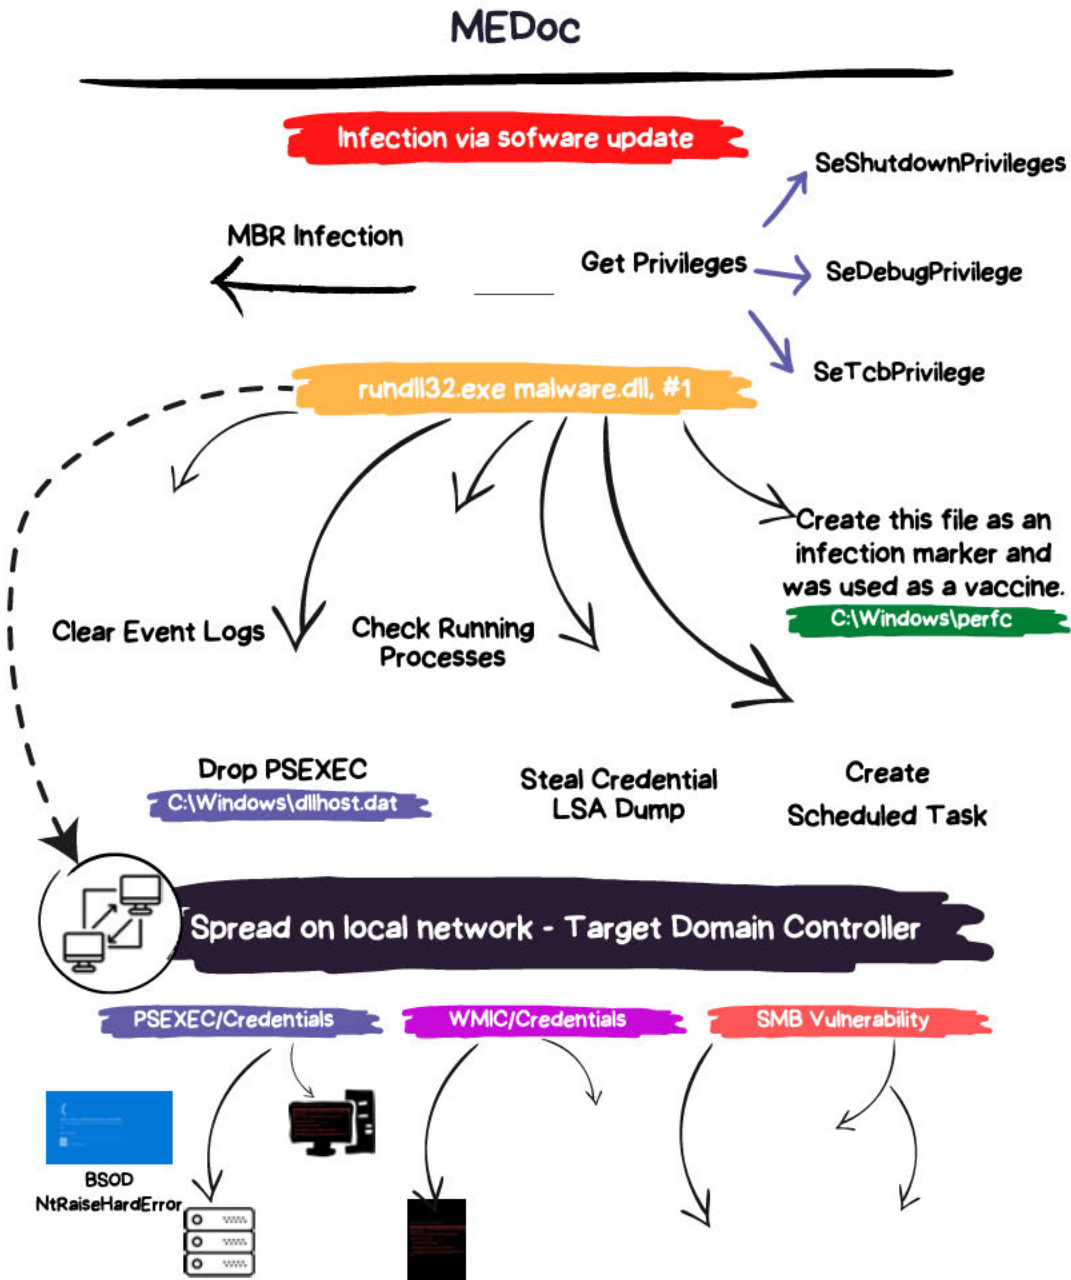 MEDoc
Infection via sofware update
SeShutdownPrivileges
MBR Infection
Get Privileges
SeDebugPrivilege
SeTcbPrivilege
rundll32.exe malware.dll, #1
Create this file as an
infection marker and
was used as a vaccine.
C:\Windows\perfc
Clear Event Logs
Check Running
Processes
Drop PSEXEC
C:\Windows\dllhost.dat
Steal Credential
LSA Dump
Create
Scheduled Task
Spread on local network - Target Domain Controller
PSEXEC/Credentials
WMIC/Credentials
SMB Vulnerability
BSOD
NtRaiseHardError